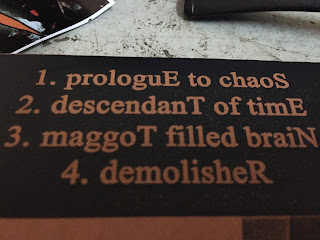 1. prologuE to chaoS
2. descendanT of timE
3. maggoT filled braiN
4. demolisheR